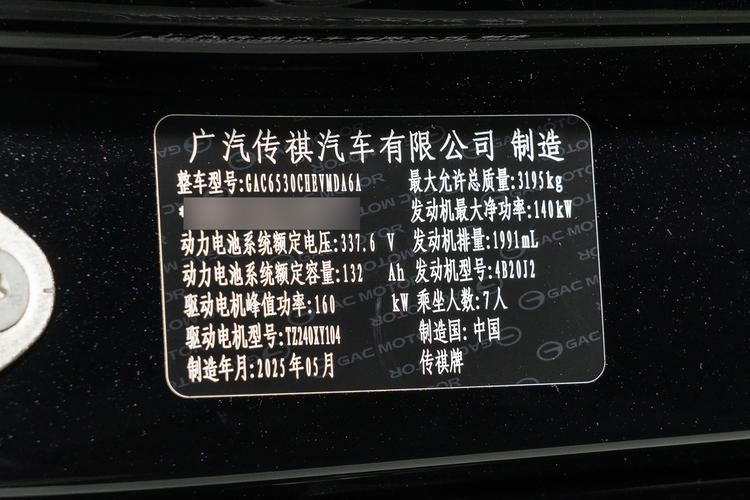 广汽传祺汽车有限公司 制造
整车型号:GAC6530CHEVMDA6A
动力电池系统额定电压:337.6 V
动力电池系统额定容量:132 Ah
驱动电机峰值功率:160 kW
驱动电机型号:TZ240XY104
制造年月:2025年05月
最大允许总质量:3195kg
发动机最大净功率:140kW
发动机排量:1991mL
发动机型号:4B20J2
乘坐人数:7人
制造国:中国
传祺牌
GAC MOTOR